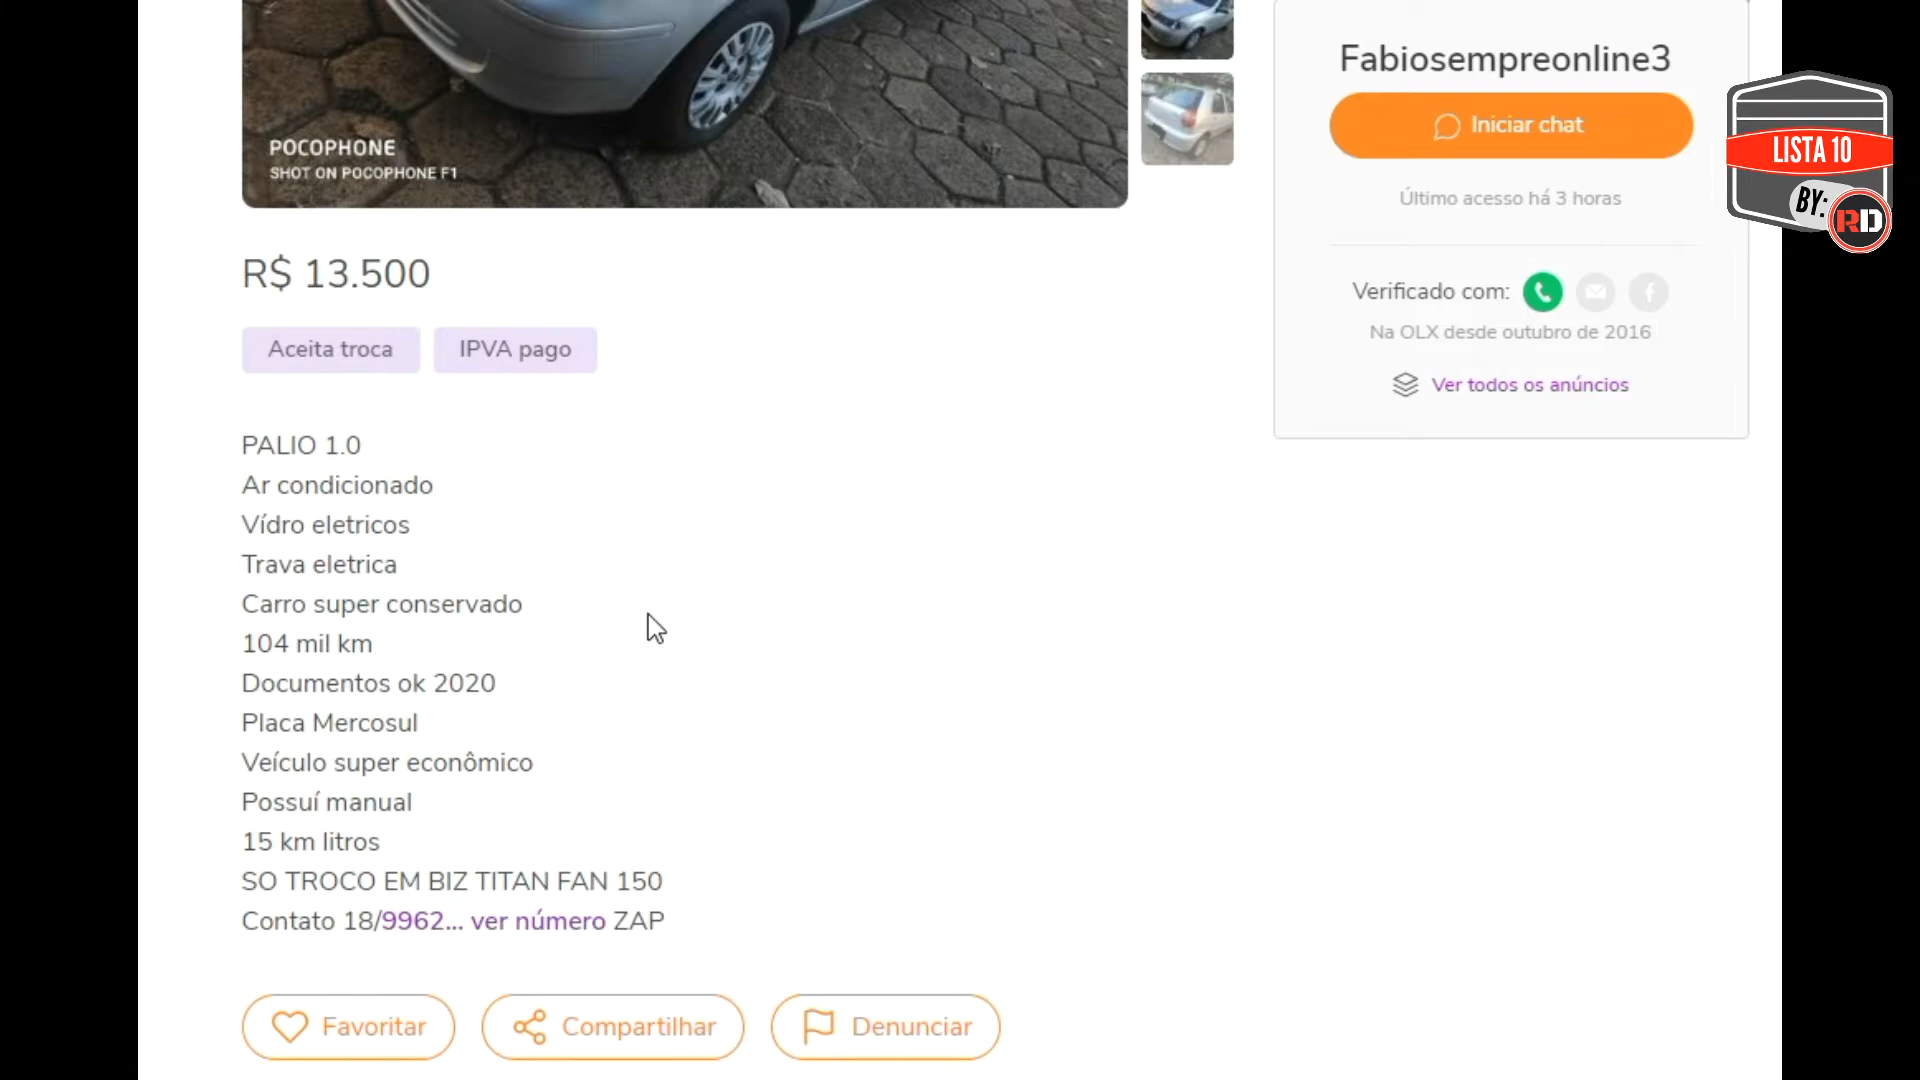 POCOPHONE
SHOT ON POCOPHONE F1
Fabiosempreonline3
Iniciar chat
Último acesso há 3 horas
Verificado com:
Na OLX desde outubro de 2016
Ver todos os anúncios
LISTA 10
BY: RD
R$ 13.500
Aceita troca
IPVA pago
PALIO 1.0
Ar condicionado
Vídro eletricos
Trava eletrica
Carro super conservado
104 mil km
Documentos ok 2020
Placa Mercosul
Veículo super econômico
Possuí manual
15 km litros
SO TROCO EM BIZ TITAN FAN 150
Contato 18/9962... ver número ZAP
Favoritar
Compartilhar
Denunciar